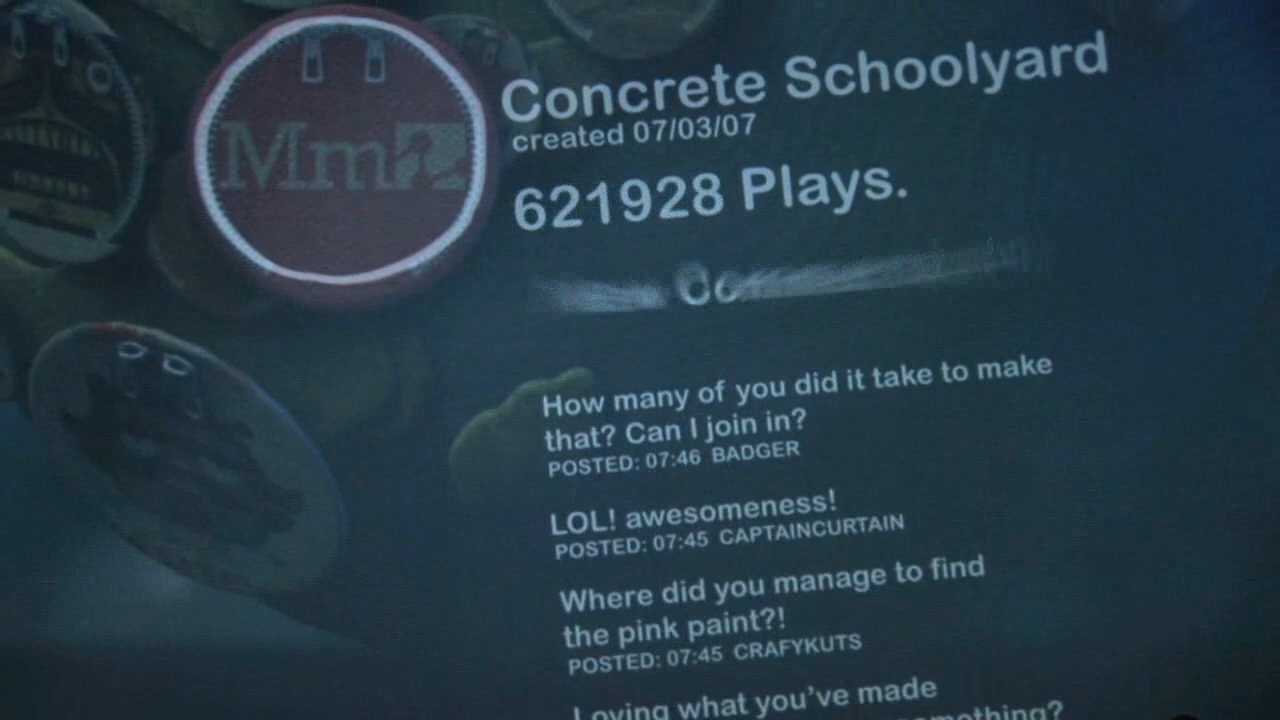 Mm
Concrete Schoolyard
created 07/03/07
621928 Plays.
How many of you did it take to make
that? Can I join in?
POSTED: 07:46 BADGER
LOL! awesomeness!
POSTED: 07:45 CAPTAINCURTAIN
Where did you manage to find
the pink paint?!
POSTED: 07:45 CRAFYKUTS
Loving what you've made